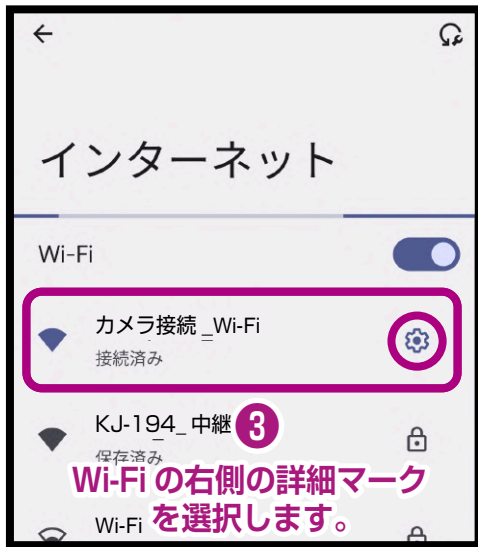 インターネット
Wi-Fi
カメラ接続 _Wi-Fi
接続済み
KJ-194_ 中継
❸
保存済み
Wi-Fi の右側の詳細マーク
Wi-Fi
を選択します。